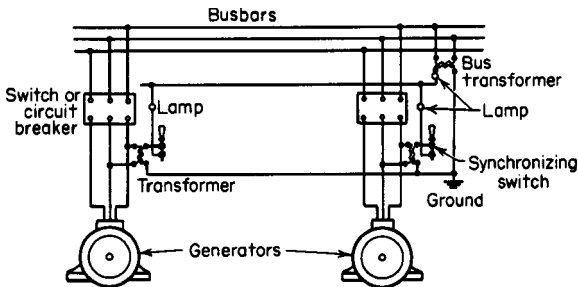 Busbars
Bus
transformer
Switch or
circuit
breaker
Lamp
Lamp
Synchronizing
switch
Transformer
Ground
Generators